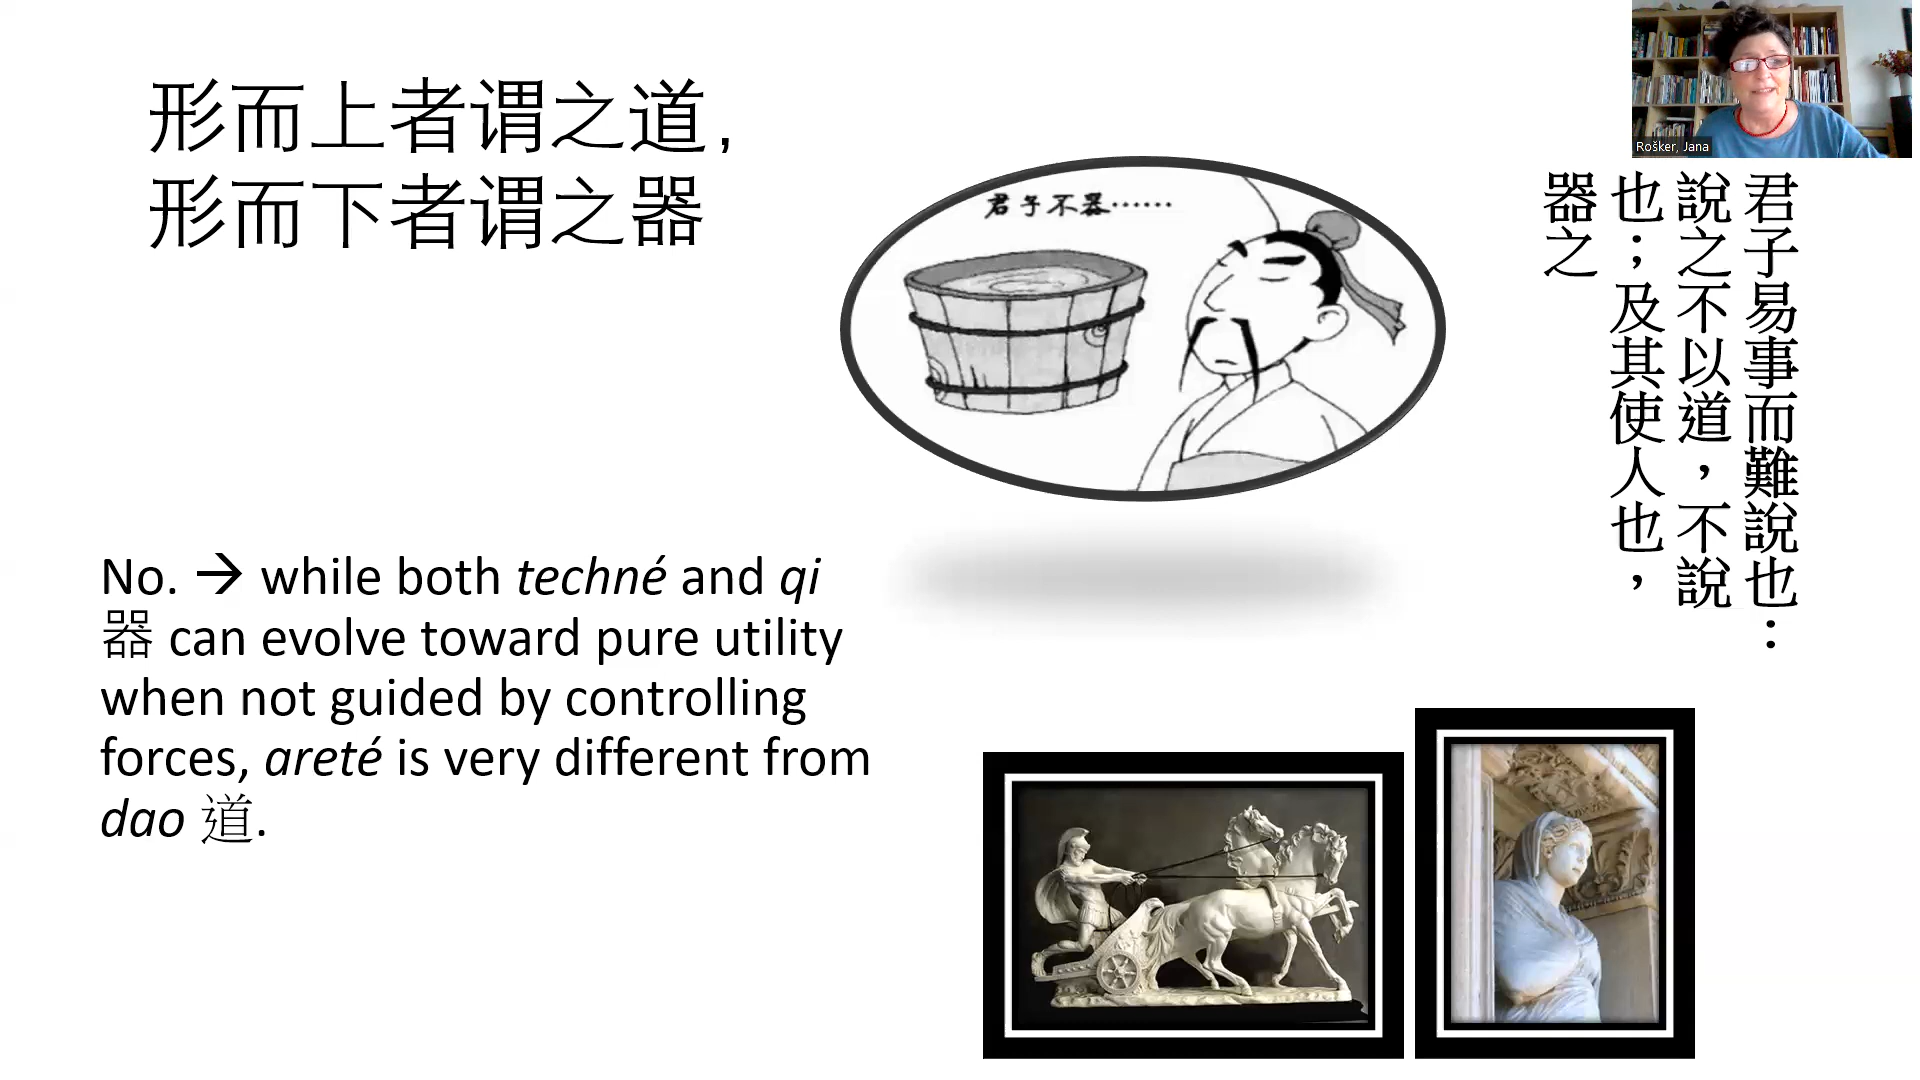 形而上者谓之道,
形而下者谓之器
君子不器……
Rošker, Jana
君子易事而難說也：
說之不以道，不說
也；及其使人也，
器之
No. → while both techné and qi
器 can evolve toward pure utility
when not guided by controlling
forces, areté is very different from
dao 道.